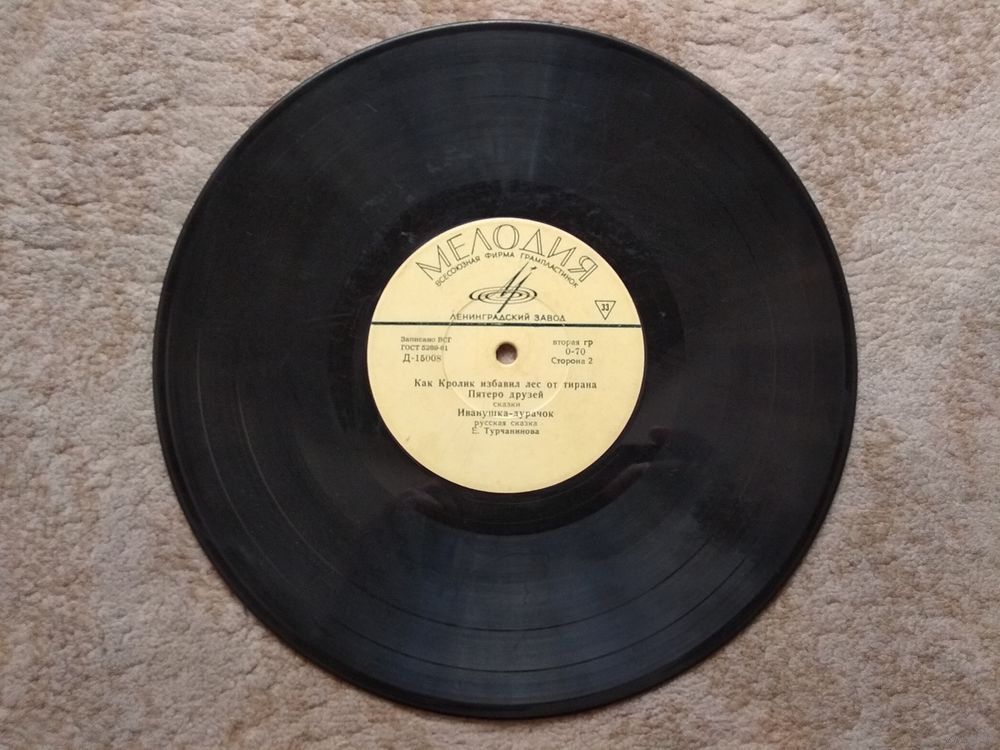 МЕЛОДИЯ
ВСЕСОЮЗНАЯ ФИРМА ГРАМПЛАСТИНОК
ЛЕНИНГРАДСКИЙ ЗАВОД
33
Записано ВСГ
ГОСТ 5289-61
Д-15008
вторая гр
0-70
Сторона 2
Как Кролик избавил лес от тирана
Пятеро друзей
сказки
Иванушка-дурачок
русская сказка
Е. Турчанинова